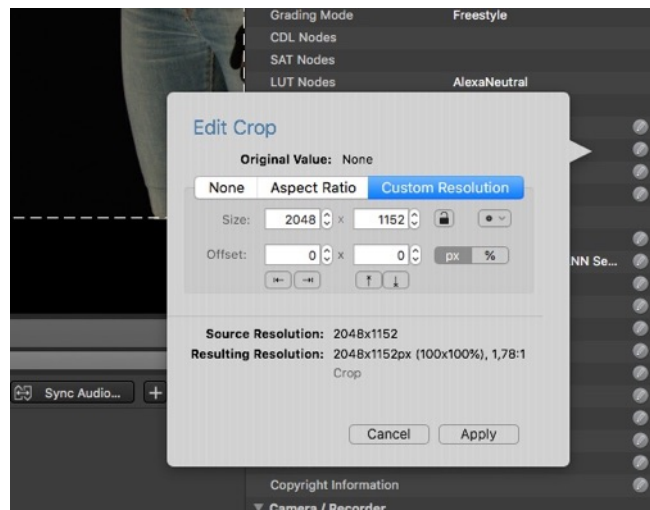 Grading Mode Freestyle
CDL Nodes
SAT Nodes
LUT Nodes AlexaNeutral
Edit Crop
Original Value: None
None Aspect Ratio Custom Resolution
Size: 2048 x 1152
Offset: 0 x 0 px %
NN Se...
Source Resolution: 2048x1152
Resulting Resolution: 2048x1152px (100x100%), 1,78:1
Crop
Sync Audio... +
Cancel Apply
Copyright Information
Camera / Recorder